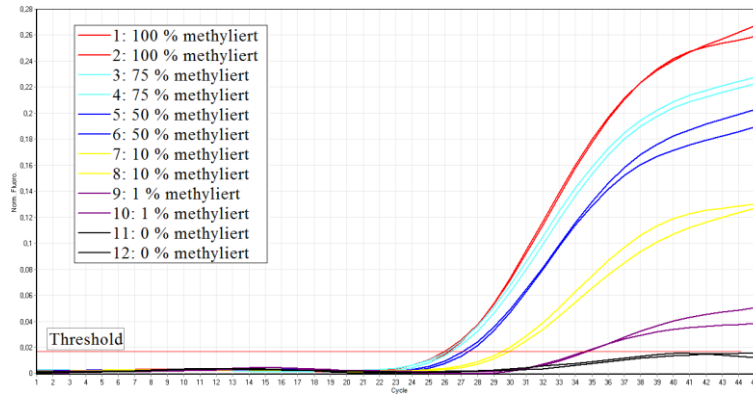 0,28
0,26
0,24
0,22
0,2
0,18
0,16
0,14
0,12
0,1
0,08
0,06
0,04
0,02
0
Norm. Fluoro.
1: 100 % methyliert
2: 100 % methyliert
3: 75 % methyliert
4: 75 % methyliert
5: 50 % methyliert
6: 50 % methyliert
7: 10 % methyliert
8: 10 % methyliert
9: 1 % methyliert
10: 1 % methyliert
11: 0 % methyliert
12: 0 % methyliert
Threshold
1 2 3 4 5 6 7 8 9 10 11 12 13 14 15 16 17 18 19 20 21 22 23 24 25 26 27 28 29 30 31 32 33 34 35 36 37 38 39 40 41 42 43 44
Cycle